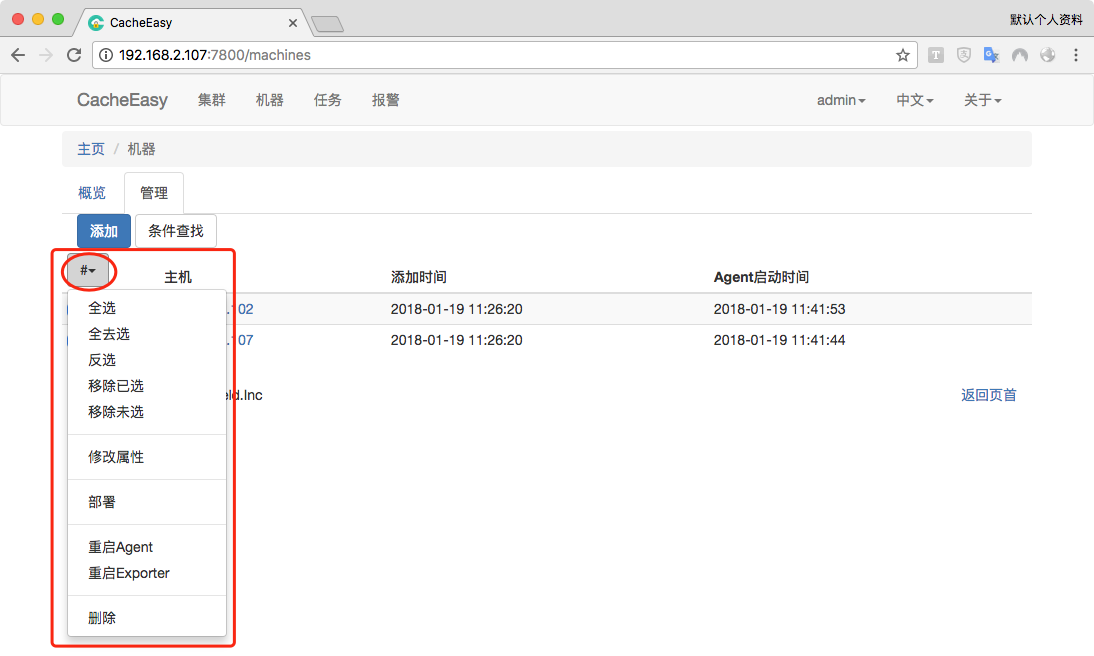 CacheEasy
默认个人资料
192.168.2.107:7800/machines
CacheEasy 集群 机器 任务 报警 admin 中文 关于
主页 / 机器
概览 管理
添加 条件查找
# 主机 添加时间 Agent启动时间
.102 2018-01-19 11:26:20 2018-01-19 11:41:53
.107 2018-01-19 11:26:20 2018-01-19 11:41:44
全选
全去选
反选
移除已选
移除未选
修改属性
部署
重启Agent
重启Exporter
删除
eld.Inc
返回页首